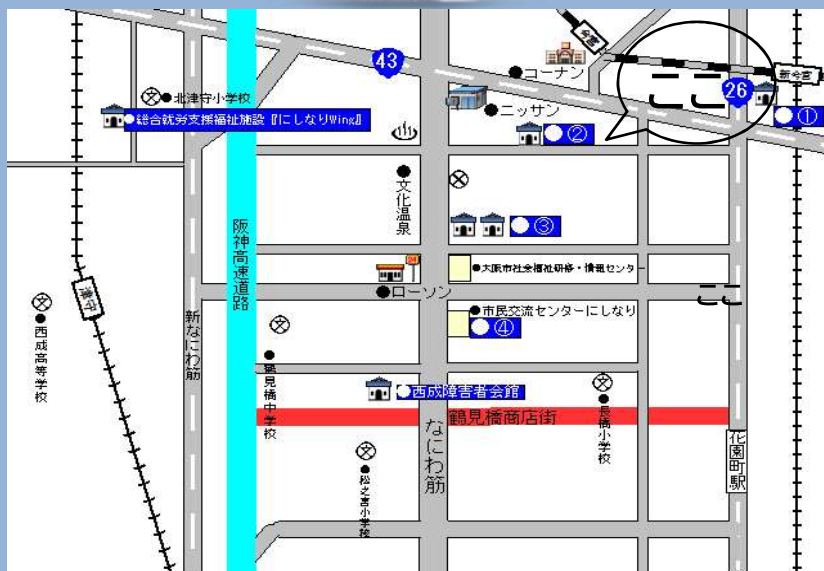 43
今宮
コーナン
ここ
26
新今宮
①
北津守小学校
総合就労支援福祉施設『にしなりWing』
ニッサン
②
文化温泉
③
阪神高速道路
大阪市社会福祉研修・情報センター
津守
ローソン
ここ
市民交流センターにしなり
④
西成高等学校
新なにわ筋
鶴見橋中学校
西成障害者会館
鶴見橋商店街
長橋小学校
なにわ筋
花園町駅
松之宮小学校